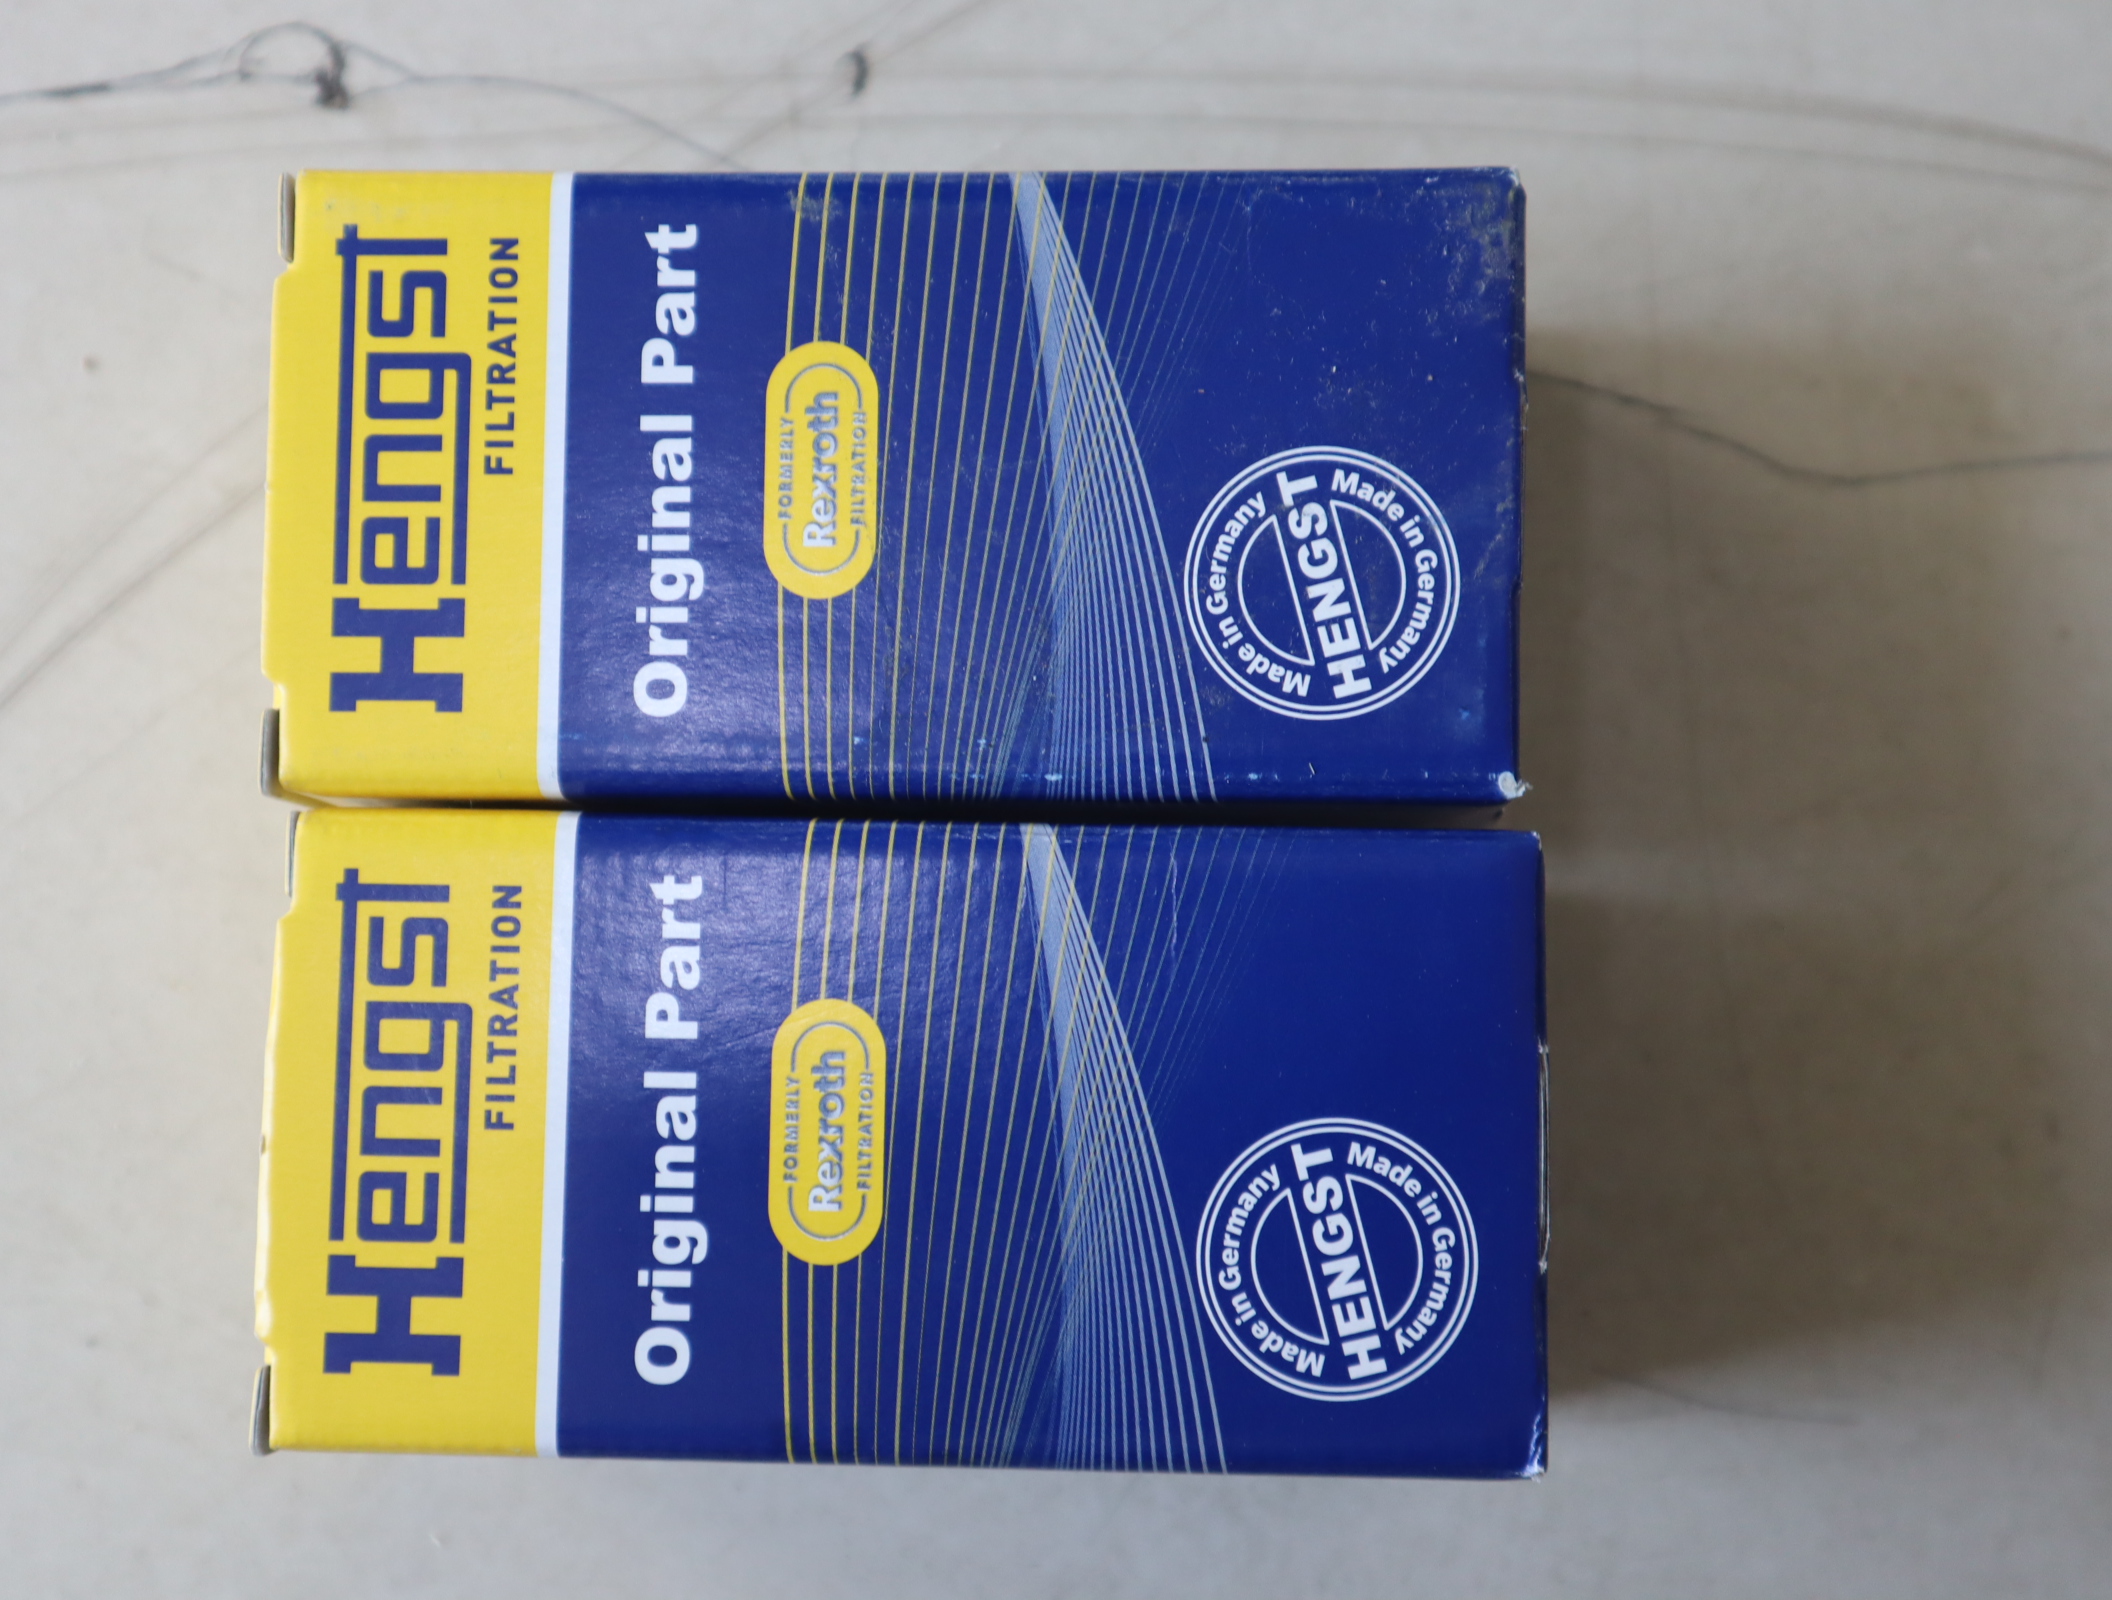 Hengst
FILTRATION
Original Part
FORMERLY
Rexroth
FILTRATION
Made in Germany
HENGST
Made in Germany
Hengst
FILTRATION
Original Part
FORMERLY
Rexroth
FILTRATION
Made in Germany
HENGST
Made in Germany